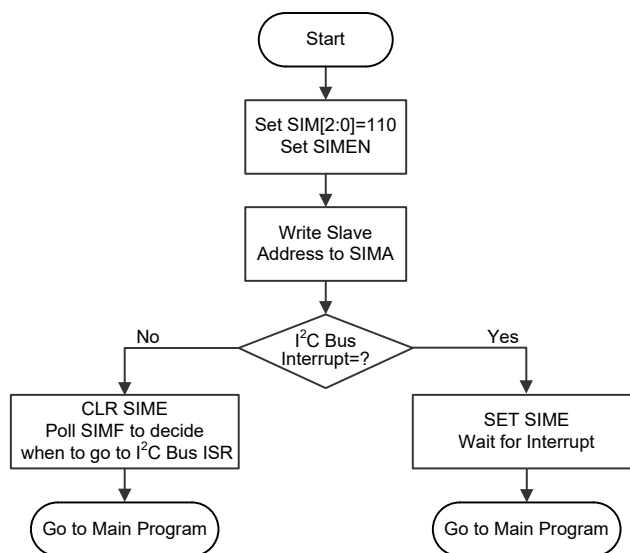 Start
Set SIM[2:0]=110
Set SIMEN
Write Slave
Address to SIMA
No
I²C Bus
Interrupt=?
Yes
CLR SIME
Poll SIMF to decide
when to go to I²C Bus ISR
SET SIME
Wait for Interrupt
Go to Main Program
Go to Main Program